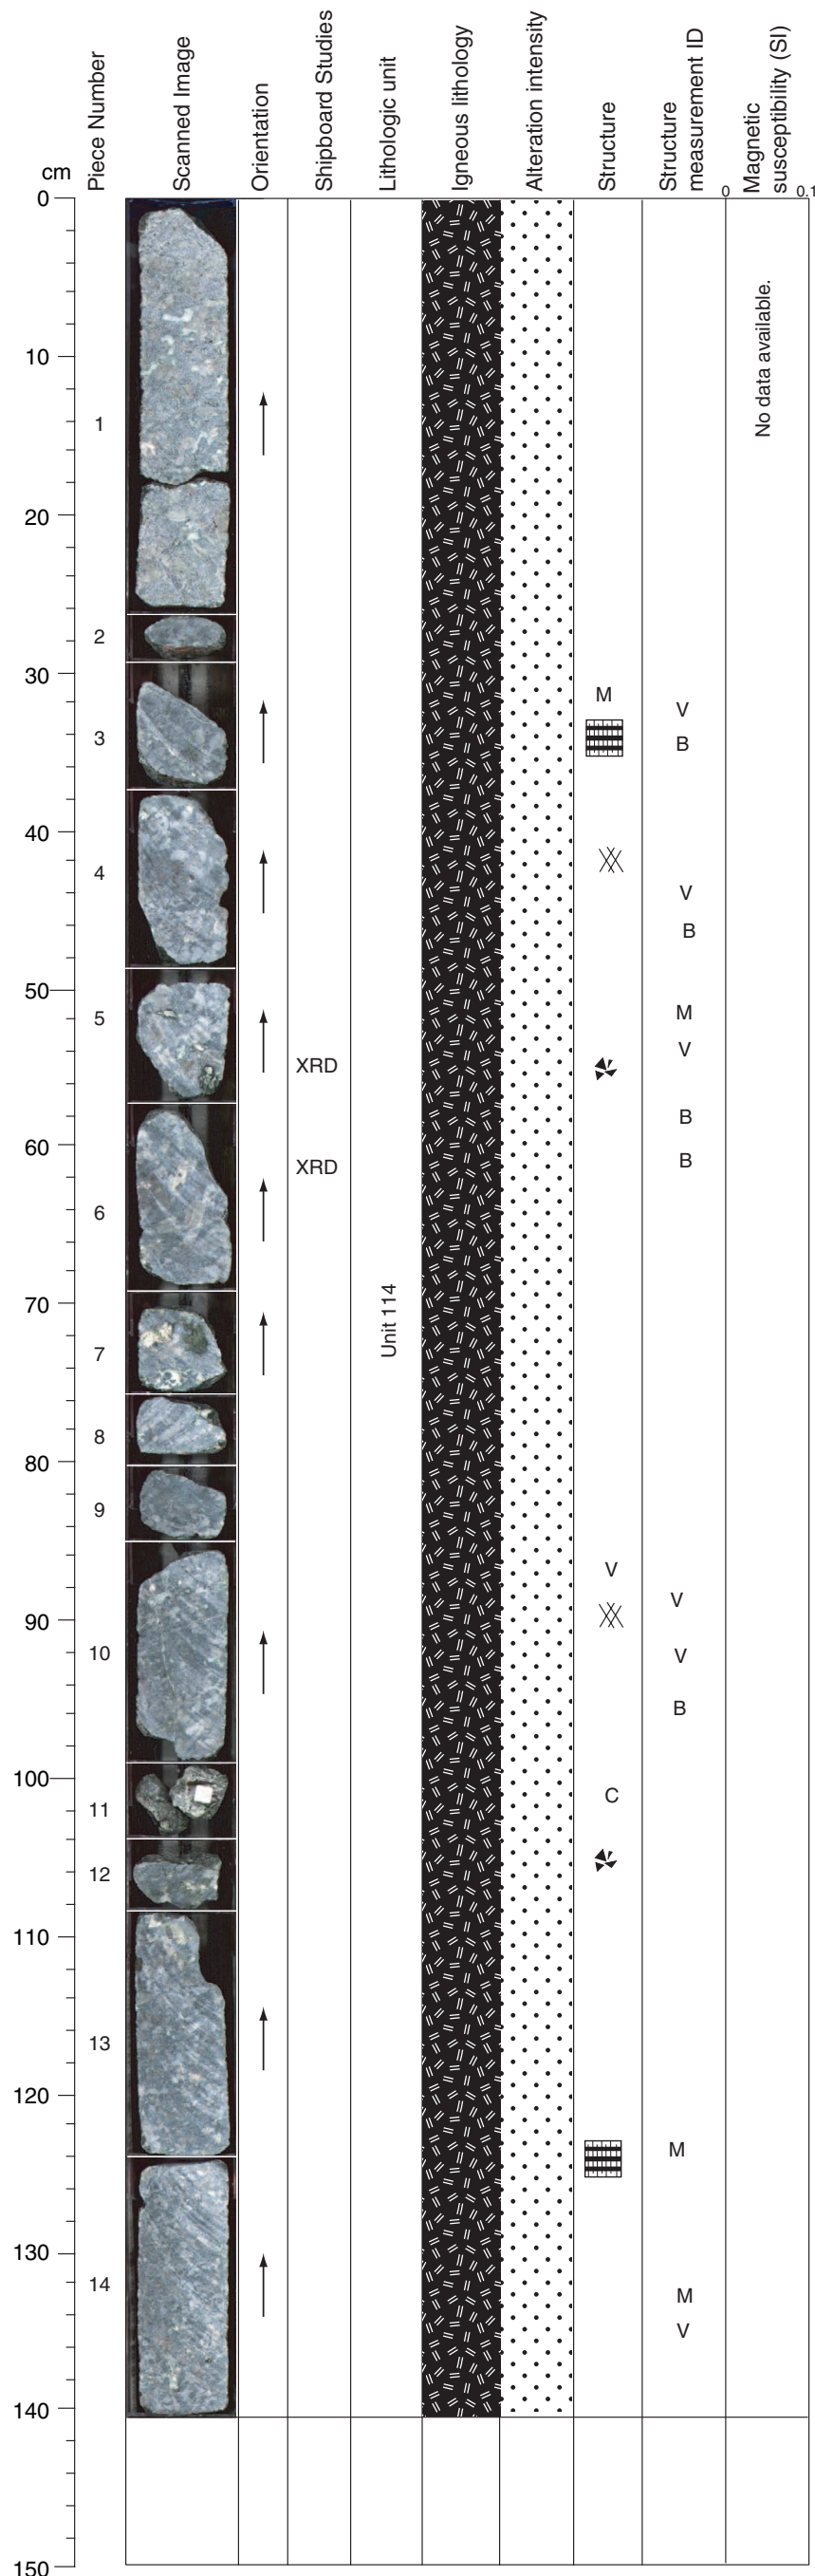 cm
Piece Number
Scanned Image
Orientation
Shipboard Studies
Lithologic unit
Igneous lithology
Alteration intensity
Structure
Structure
measurement ID
Magnetic
susceptibility (SI)
0 0.1
0
No data available.
10
1
20
2
30
M
V
3
B
40
4
V
B
50
5
M
V
XRD
B
60
XRD
B
6
70
Unit 114
7
8
80
9
V
V
90
10
V
B
100
C
11
12
110
13
120
M
130
14
M
V
140
150